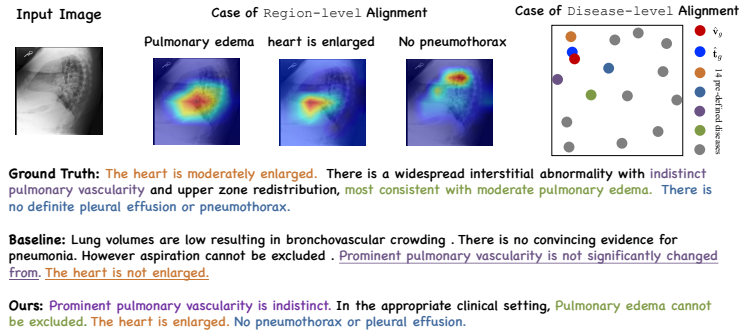 Input Image
Case of Region-level Alignment
Case of Disease-level Alignment
Pulmonary edema
heart is enlarged
No pneumothorax
v̂g
t̂g
14 pre-defined diseases
Ground Truth: The heart is moderately enlarged. There is a widespread interstitial abnormality with indistinct
pulmonary vascularity and upper zone redistribution, most consistent with moderate pulmonary edema. There is
no definite pleural effusion or pneumothorax.
Baseline: Lung volumes are low resulting in bronchovascular crowding . There is no convincing evidence for
pneumonia. However aspiration cannot be excluded . Prominent pulmonary vascularity is not significantly changed
from. The heart is not enlarged.
Ours: Prominent pulmonary vascularity is indistinct. In the appropriate clinical setting, Pulmonary edema cannot
be excluded. The heart is enlarged. No pneumothorax or pleural effusion.